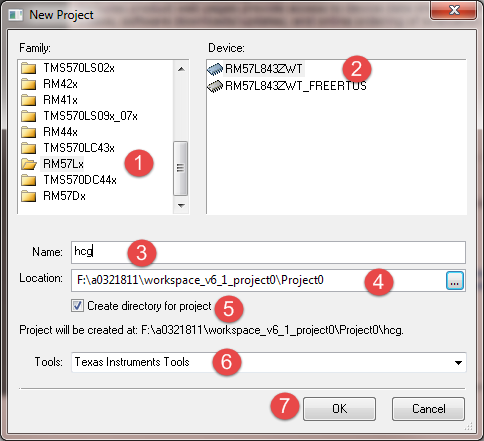 New Project
Family:
Device:
TMS570LS02x
RM42x
RM41x
TMS570LS09x_07x
RM44x
TMS570LC43x
RM57Lx
TMS570DC44x
RM57Dx
1
RM57L843ZWT
2
RM57L843ZWT_FREERTUS
Name: hcg
3
Location: F:\a0321811\workspace_v6_1_project0\Project0
4
...
Create directory for project
5
Project will be created at: F:\a0321811\workspace_v6_1_project0\Project0\hcg.
Tools: Texas Instruments Tools
6
7
OK
Cancel